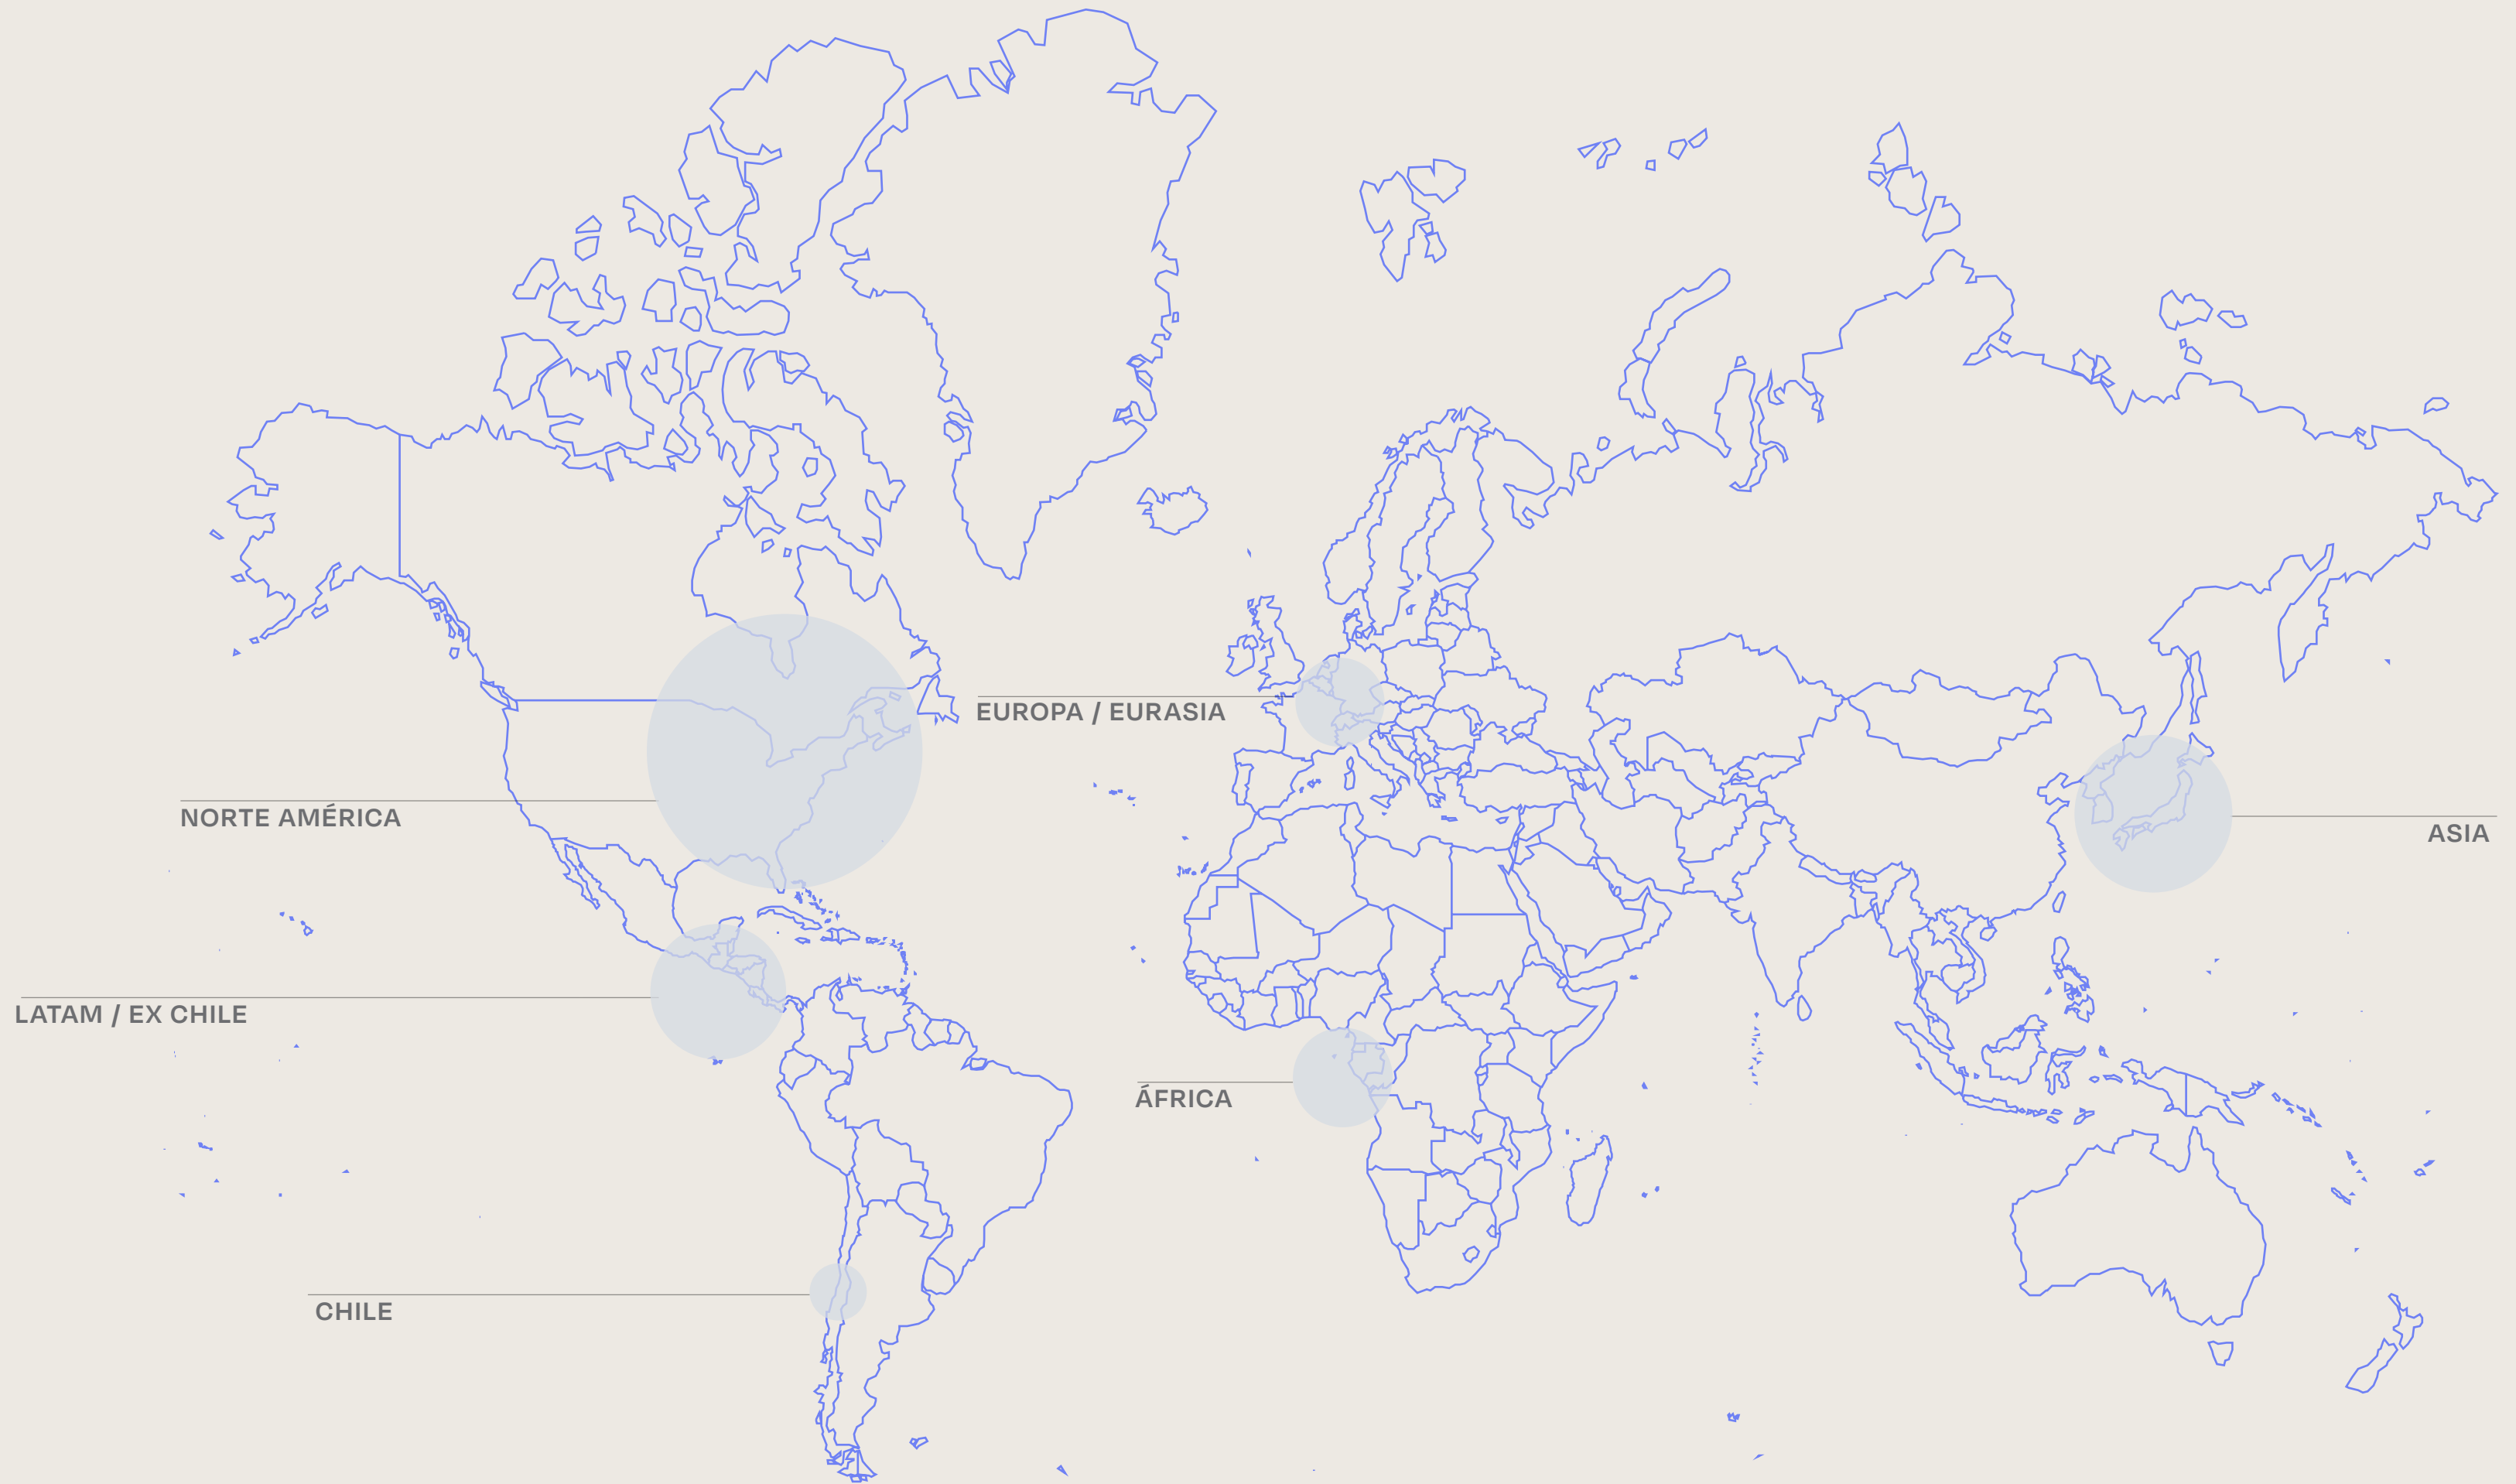 EUROPA / EURASIA
NORTE AMÉRICA
ASIA
LATAM / EX CHILE
ÁFRICA
CHILE